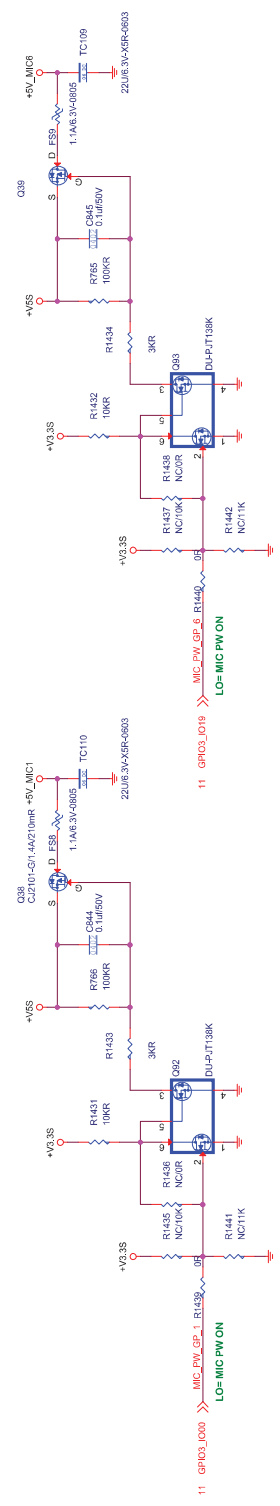 +5V_MIC6
TC109
22U/6.3V-X5R-0603
FS9
1.1A/6.3V-0805
Q39
D
S
G
C845
0.1uf/50V
R765
100KR
+V5S
R1434
3KR
Q93
DU-PJT138K
3
4
5
6
1
2
R1432
10KR
+V3.3S
R1438
NC/0R
R1437
NC/10K
+V3.3S
R1442
NC/11K
0R
R1440
MIC_PW_GP_6
LO= MIC PW ON
11 GPIO3_IO19
+5V_MIC1
TC110
22U/6.3V-X5R-0603
FS8
1.1A/6.3V-0805
Q38
CJ2101-G/1.4A/210mR
D
S
G
C844
0.1uf/50V
R766
100KR
+V5S
R1433
3KR
Q92
DU-PJT138K
3
4
5
6
1
2
R1431
10KR
+V3.3S
R1436
NC/0R
R1435
NC/10K
+V3.3S
R1441
NC/11K
0R
R1439
MIC_PW_GP_1
LO= MIC PW ON
11 GPIO3_IO00